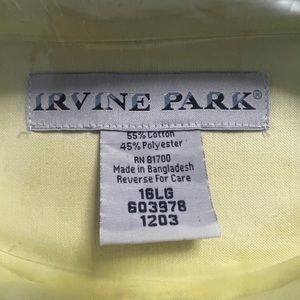 IRVINE PARK®
55% Cotton
45% Polyester
RN 81700
Made in Bangladesh
Reverse For Care
16LG
603978
1203